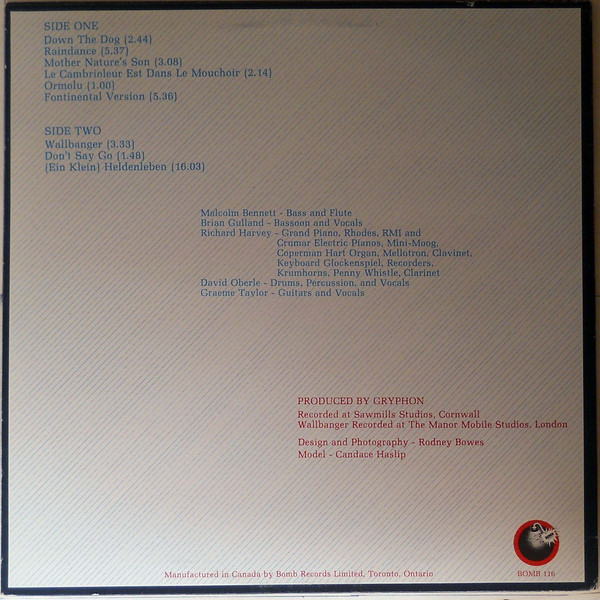 SIDE ONE
Down The Dog (2.44)
Raindance (5.37)
Mother Nature's Son (3.08)
Le Cambrioleur Est Dans Le Mouchoir (2.14)
Ormolu (1.00)
Fontinental Version (5.36)
SIDE TWO
Wallbanger (3.33)
Don't Say Go (1.48)
(Ein Klein) Heldenleben (16.03)
Malcolm Bennett - Bass and Flute
Brian Gulland - Bassoon and Vocals
Richard Harvey - Grand Piano, Rhodes, RMI and
Crumar Electric Pianos, Mini-Moog,
Coperman Hart Organ, Mellotron, Clavinet,
Keyboard Glockenspiel, Recorders,
Krumhorns, Penny Whistle, Clarinet
David Oberle - Drums, Percussion, and Vocals
Graeme Taylor - Guitars and Vocals
PRODUCED BY GRYPHON
Recorded at Sawmills Studios, Cornwall
Wallbanger Recorded at The Manor Mobile Studios, London
Design and Photography - Rodney Bowes
Model - Candace Haslip
BOMB 116
Manufactured in Canada by Bomb Records Limited, Toronto, Ontario